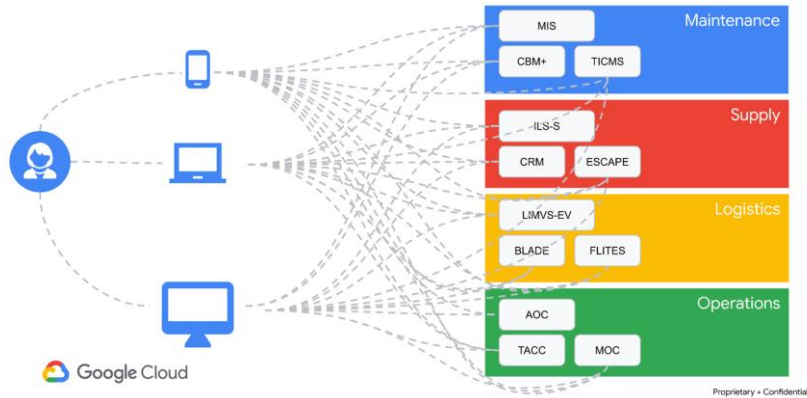 Maintenance
MIS
CBM+ TICMS
Supply
ILS-S
CRM ESCAPE
Logistics
LIMVS-EV
BLADE FLITES
Operations
AOC
TACC MOC
Google Cloud
Proprietary + Confidential